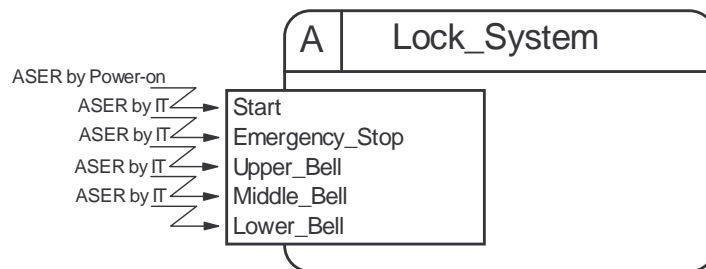 A Lock_System
ASER by Power-on
ASER by IT Start
ASER by IT Emergency_Stop
ASER by IT Upper_Bell
ASER by IT Middle_Bell
Lower_Bell